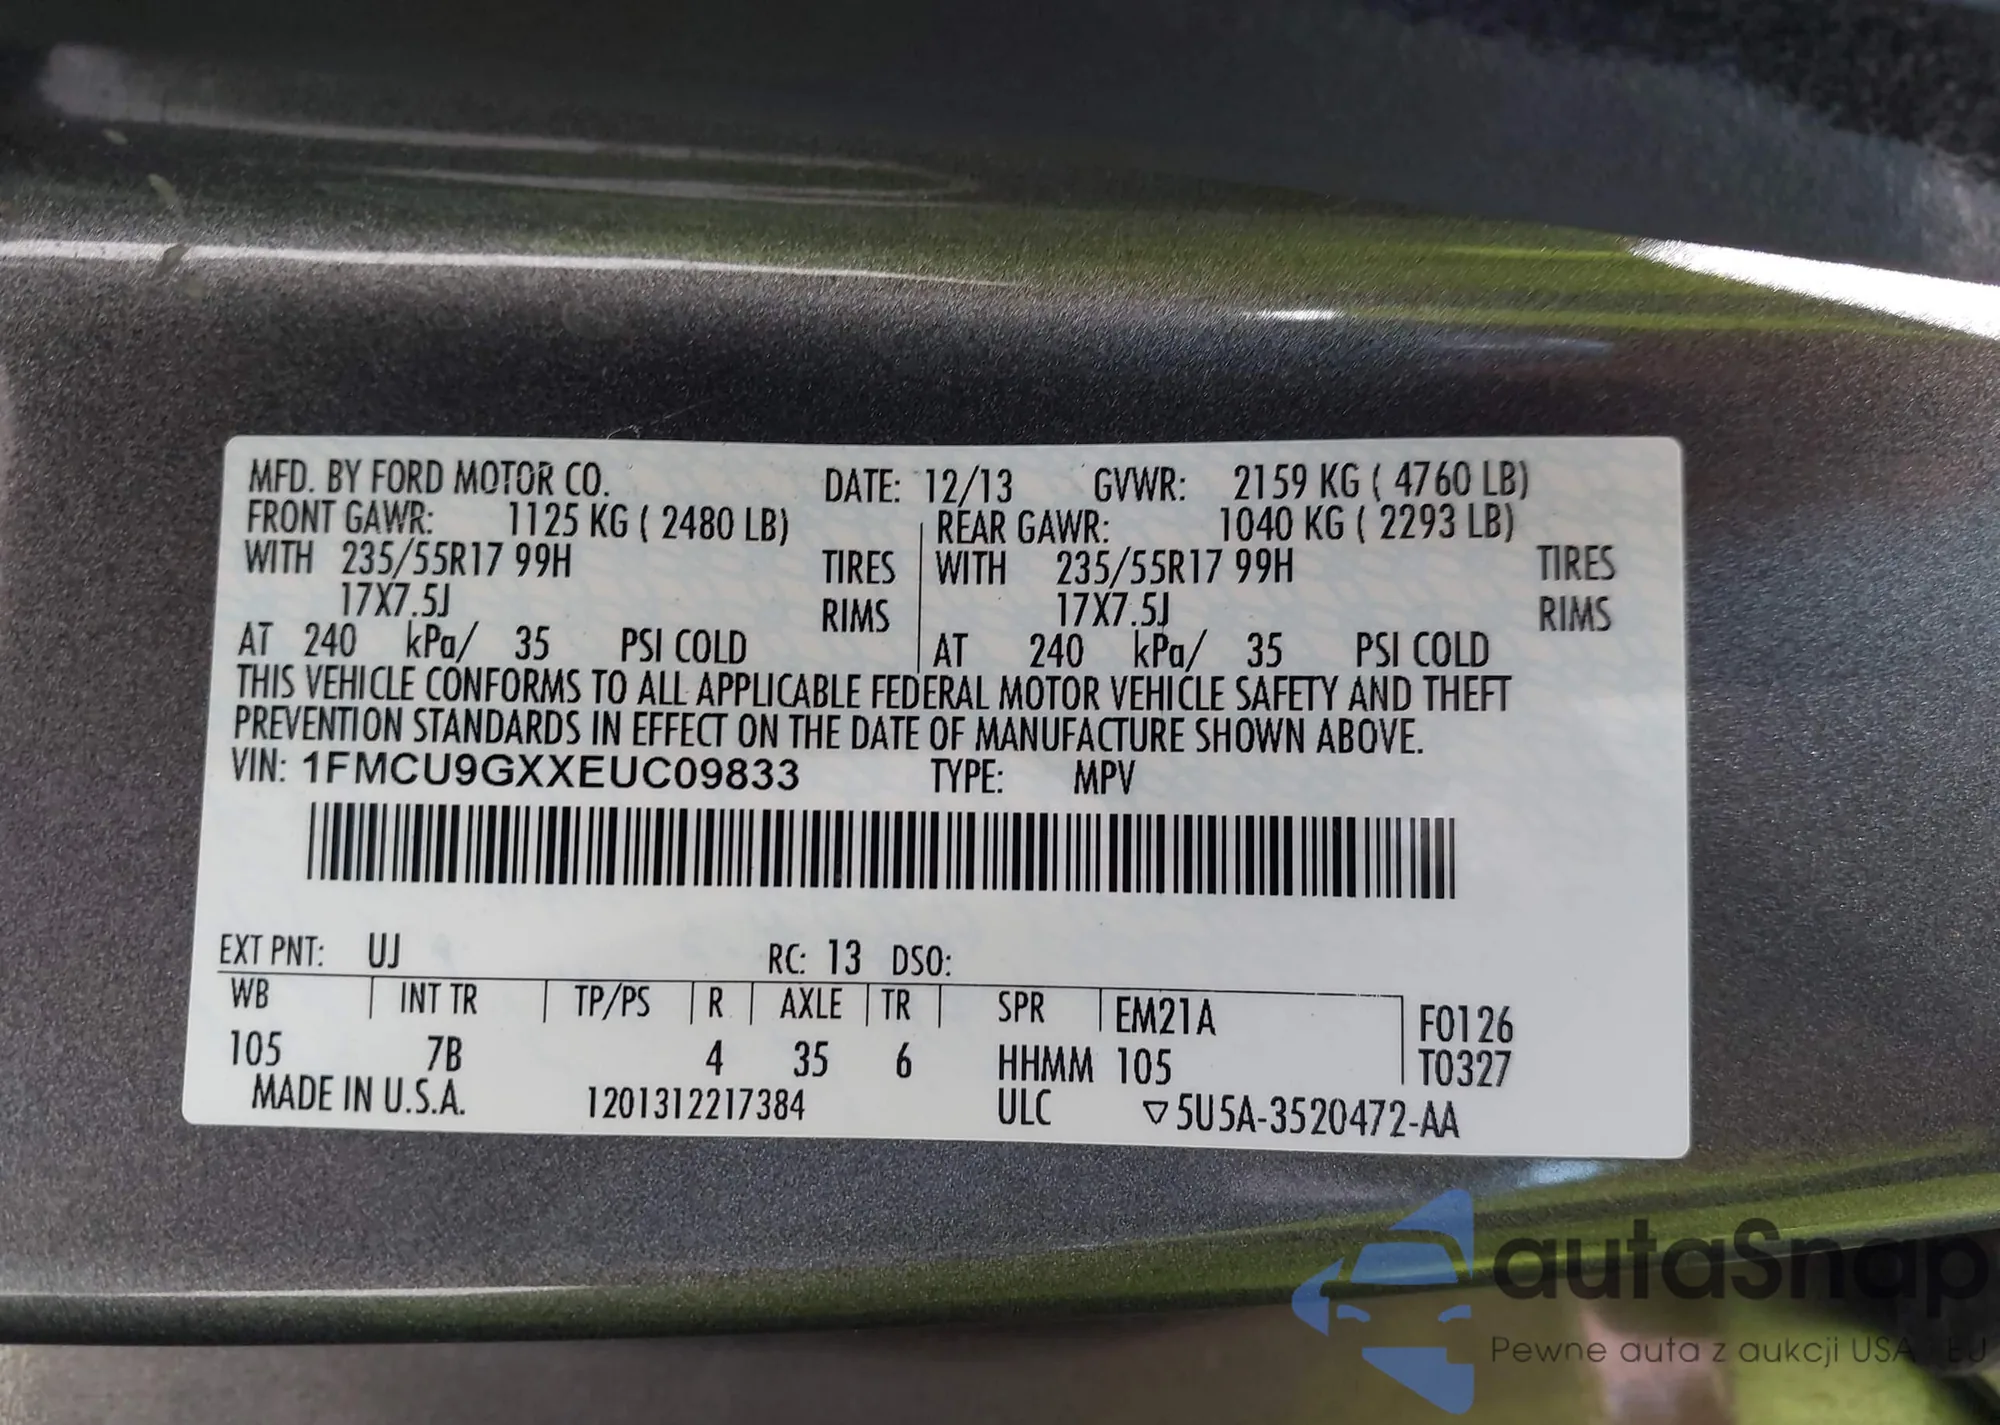 MFD. BY FORD MOTOR CO. DATE: 12/13 GVWR: 2159 KG ( 4760 LB)
FRONT GAWR: 1125 KG ( 2480 LB) REAR GAWR: 1040 KG ( 2293 LB)
WITH 235/55R17 99H TIRES WITH 235/55R17 99H TIRES
17X7.5J RIMS 17X7.5J RIMS
AT 240 kPa/ 35 PSI COLD AT 240 kPa/ 35 PSI COLD
THIS VEHICLE CONFORMS TO ALL APPLICABLE FEDERAL MOTOR VEHICLE SAFETY AND THEFT
PREVENTION STANDARDS IN EFFECT ON THE DATE OF MANUFACTURE SHOWN ABOVE.
VIN: 1FMCU9GXXEUC09833 TYPE: MPV
EXT PNT: UJ RC: 13 DSO:
WB INT TR TP/PS R AXLE TR SPR EM21A F0126
105 7B 4 35 6 HHMM 105 T0327
MADE IN U.S.A. 1201312217384 ULC ▽5U5A-3520472-AA
autaSnap
Pewne auta z aukcji USA i EU